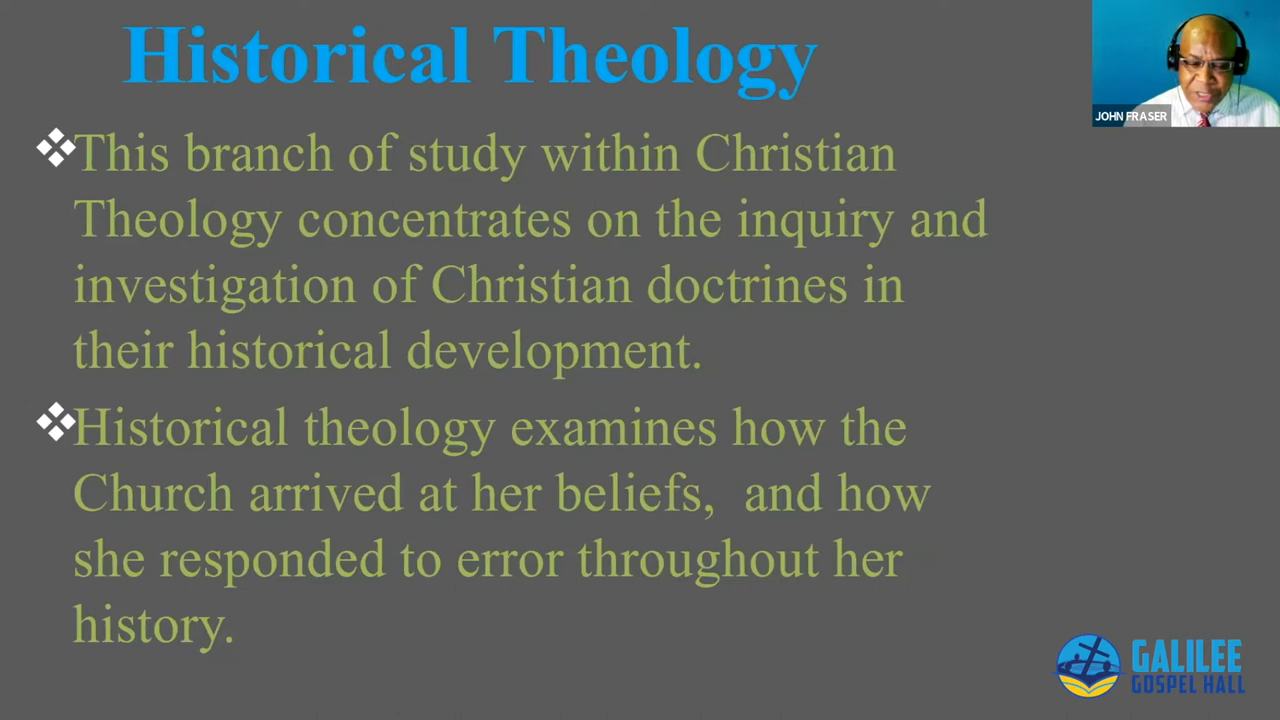 Historical Theology
JOHN FRASER
This branch of study within Christian
Theology concentrates on the inquiry and
investigation of Christian doctrines in
their historical development.
Historical theology examines how the
Church arrived at her beliefs,  and how
she responded to error throughout her
history.
GALILEE
GOSPEL HALL